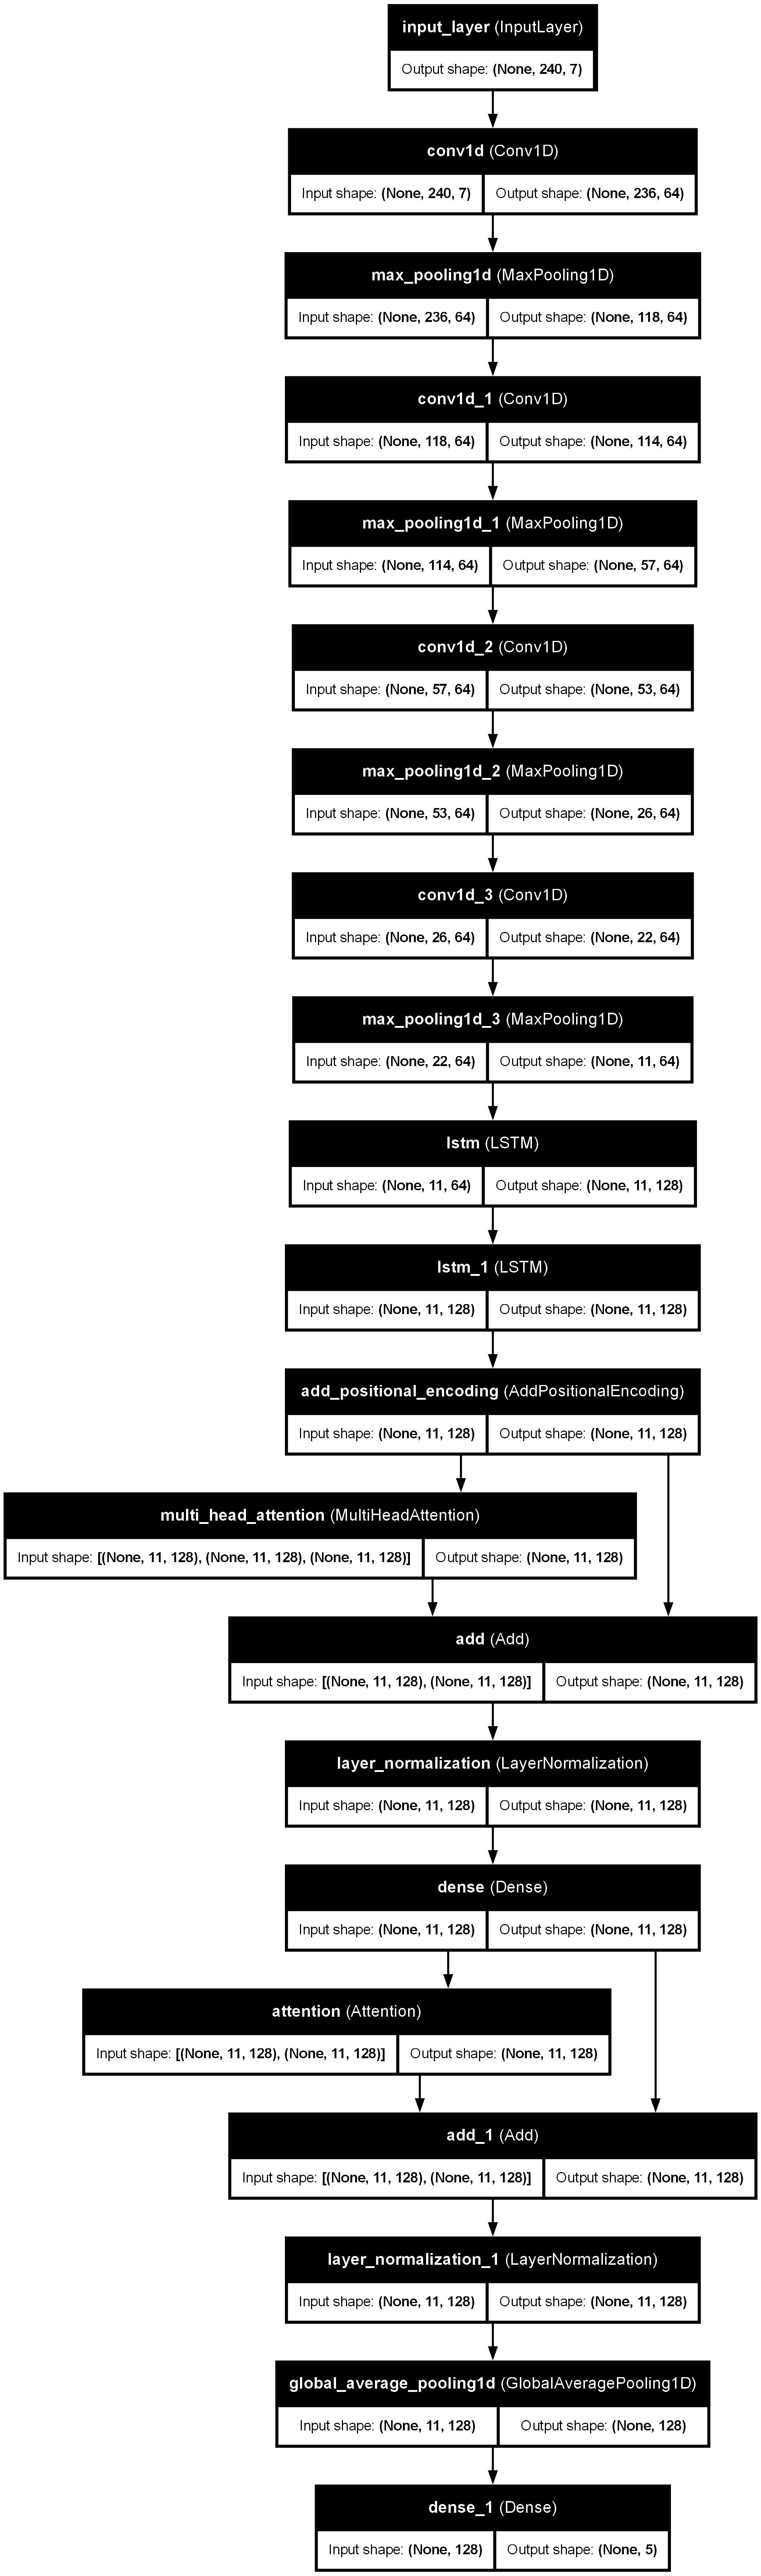 input_layer (InputLayer)
Output shape: (None, 240, 7)
conv1d (Conv1D)
Input shape: (None, 240, 7) Output shape: (None, 236, 64)
max_pooling1d (MaxPooling1D)
Input shape: (None, 236, 64) Output shape: (None, 118, 64)
conv1d_1 (Conv1D)
Input shape: (None, 118, 64) Output shape: (None, 114, 64)
max_pooling1d_1 (MaxPooling1D)
Input shape: (None, 114, 64) Output shape: (None, 57, 64)
conv1d_2 (Conv1D)
Input shape: (None, 57, 64) Output shape: (None, 53, 64)
max_pooling1d_2 (MaxPooling1D)
Input shape: (None, 53, 64) Output shape: (None, 26, 64)
conv1d_3 (Conv1D)
Input shape: (None, 26, 64) Output shape: (None, 22, 64)
max_pooling1d_3 (MaxPooling1D)
Input shape: (None, 22, 64) Output shape: (None, 11, 64)
lstm (LSTM)
Input shape: (None, 11, 64) Output shape: (None, 11, 128)
lstm_1 (LSTM)
Input shape: (None, 11, 128) Output shape: (None, 11, 128)
add_positional_encoding (AddPositionalEncoding)
Input shape: (None, 11, 128) Output shape: (None, 11, 128)
multi_head_attention (MultiHeadAttention)
Input shape: [(None, 11, 128), (None, 11, 128), (None, 11, 128)] Output shape: (None, 11, 128)
add (Add)
Input shape: [(None, 11, 128), (None, 11, 128)] Output shape: (None, 11, 128)
layer_normalization (LayerNormalization)
Input shape: (None, 11, 128) Output shape: (None, 11, 128)
dense (Dense)
Input shape: (None, 11, 128) Output shape: (None, 11, 128)
attention (Attention)
Input shape: [(None, 11, 128), (None, 11, 128)] Output shape: (None, 11, 128)
add_1 (Add)
Input shape: [(None, 11, 128), (None, 11, 128)] Output shape: (None, 11, 128)
layer_normalization_1 (LayerNormalization)
Input shape: (None, 11, 128) Output shape: (None, 11, 128)
global_average_pooling1d (GlobalAveragePooling1D)
Input shape: (None, 11, 128) Output shape: (None, 128)
dense_1 (Dense)
Input shape: (None, 128) Output shape: (None, 5)